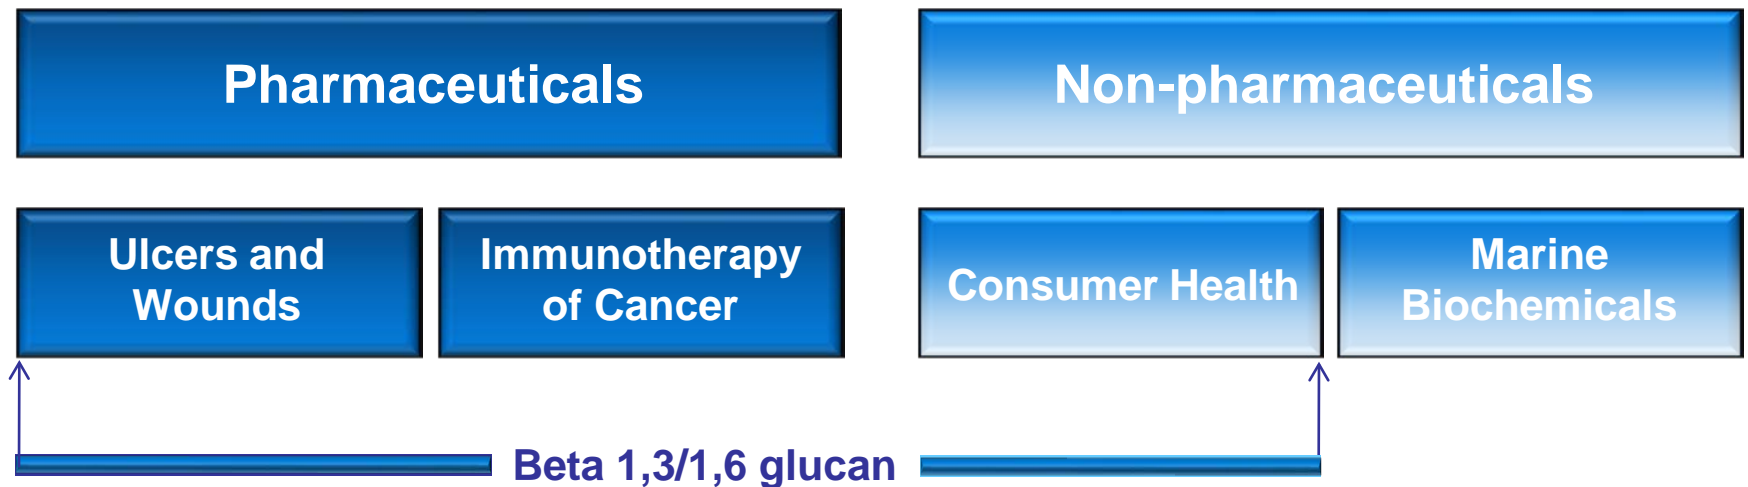 Pharmaceuticals
Non-pharmaceuticals
Ulcers and
Wounds
Immunotherapy
of Cancer
Consumer Health
Marine
Biochemicals
Beta 1,3/1,6 glucan